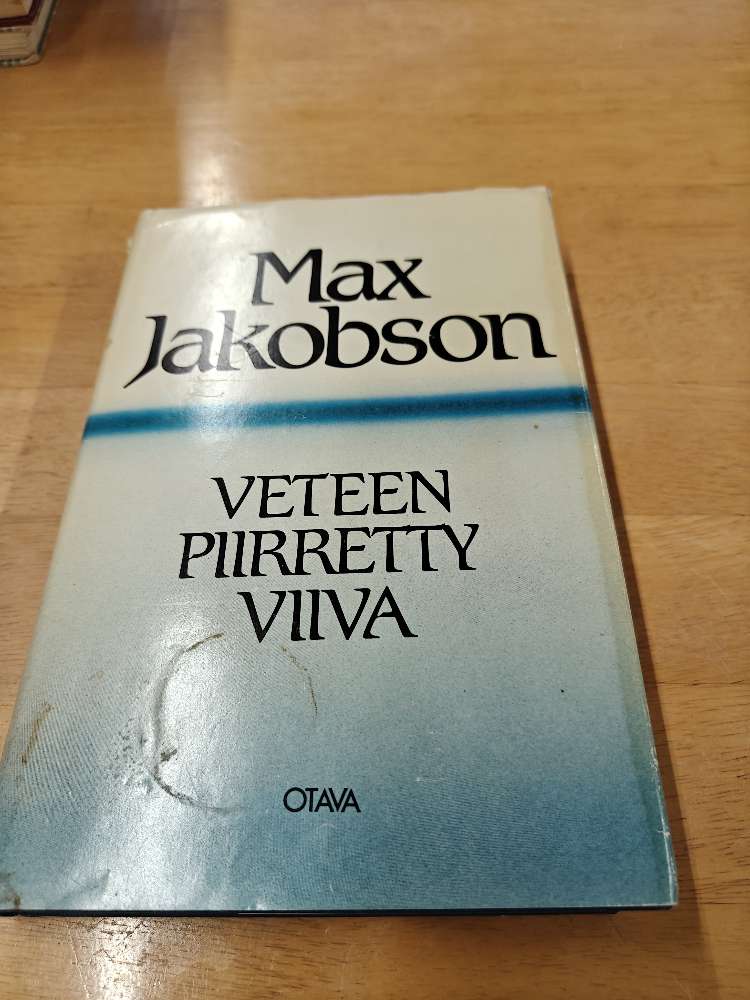 Max
Jakobson
VETEEN
PIIRRETTY
VIIVA
OTAVA